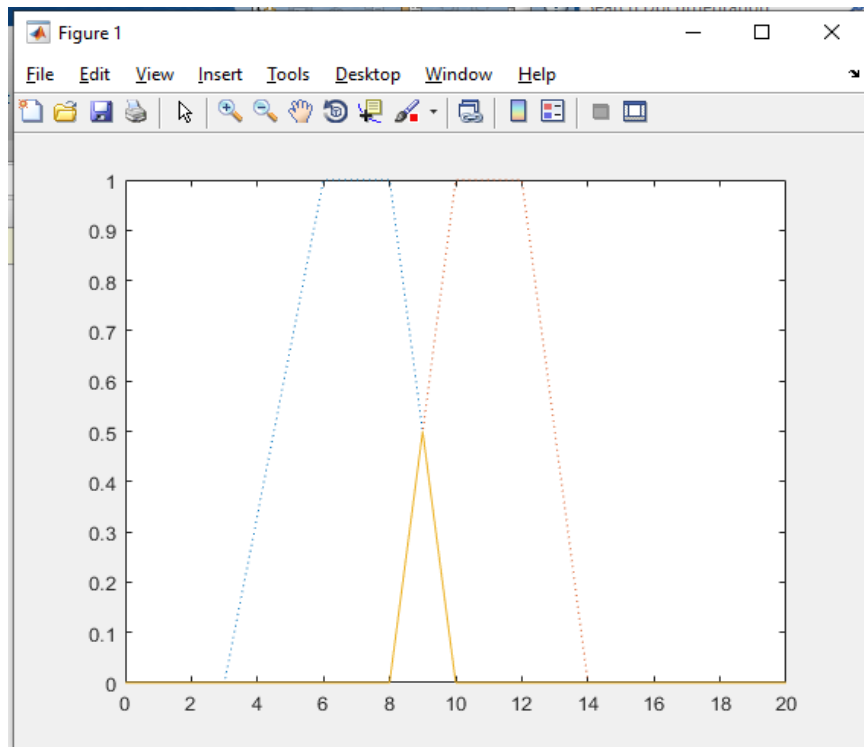 Search Documentation
Figure 1
File Edit View Insert Tools Desktop Window Help
1
0.9
0.8
0.7
0.6
0.5
0.4
0.3
0.2
0.1
0
0 2 4 6 8 10 12 14 16 18 20